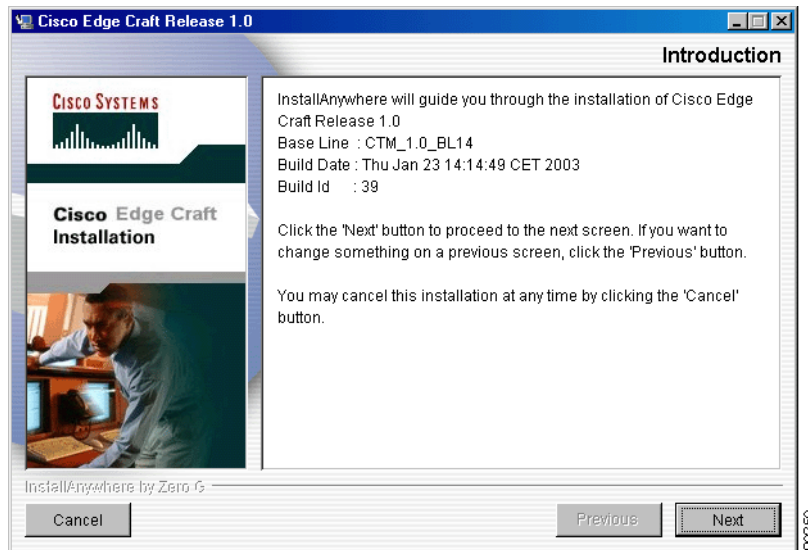 Cisco Edge Craft Release 1.0
Introduction
CISCO SYSTEMS
Cisco Edge Craft
Installation
InstallAnywhere will guide you through the installation of Cisco Edge
Craft Release 1.0
Base Line : CTM_1.0_BL14
Build Date : Thu Jan 23 14:14:49 CET 2003
Build Id : 39
Click the 'Next' button to proceed to the next screen. If you want to
change something on a previous screen, click the 'Previous' button.
You may cancel this installation at any time by clicking the 'Cancel'
button.
InstallAnywhere by Zero G
Cancel
Previous
Next